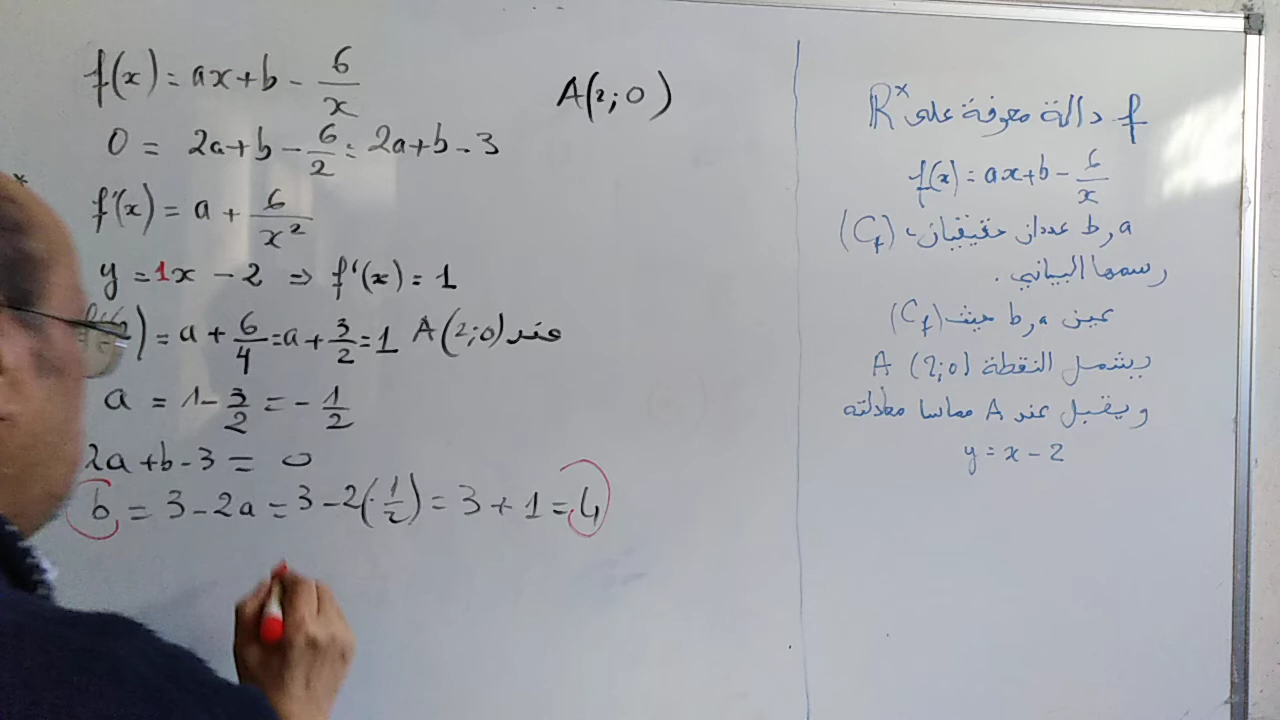 f(x) = ax + b - 6/x
A(2;0)
0 = 2a + b - 6/2 = 2a + b - 3
f'(x) = a + 6/x²
y = 1x - 2 ⇒ f'(x) = 1
) = a + 6/4 = a + 3/2 = 1 عند A(2;0)
a = 1 - 3/2 = - 1/2
2a + b - 3 = 0
b = 3 - 2a = 3 - 2(-1/2) = 3 + 1 = 4
f دالة معرفة على R*
f(x) = ax + b - 6/x
a و b عددان حقيقيان، (Cf)
رسمها البياني.
عين a و b حيث (Cf)
يشمل النقطة A (2;0)
ويقبل عند A مماسا معادلته
y = x - 2